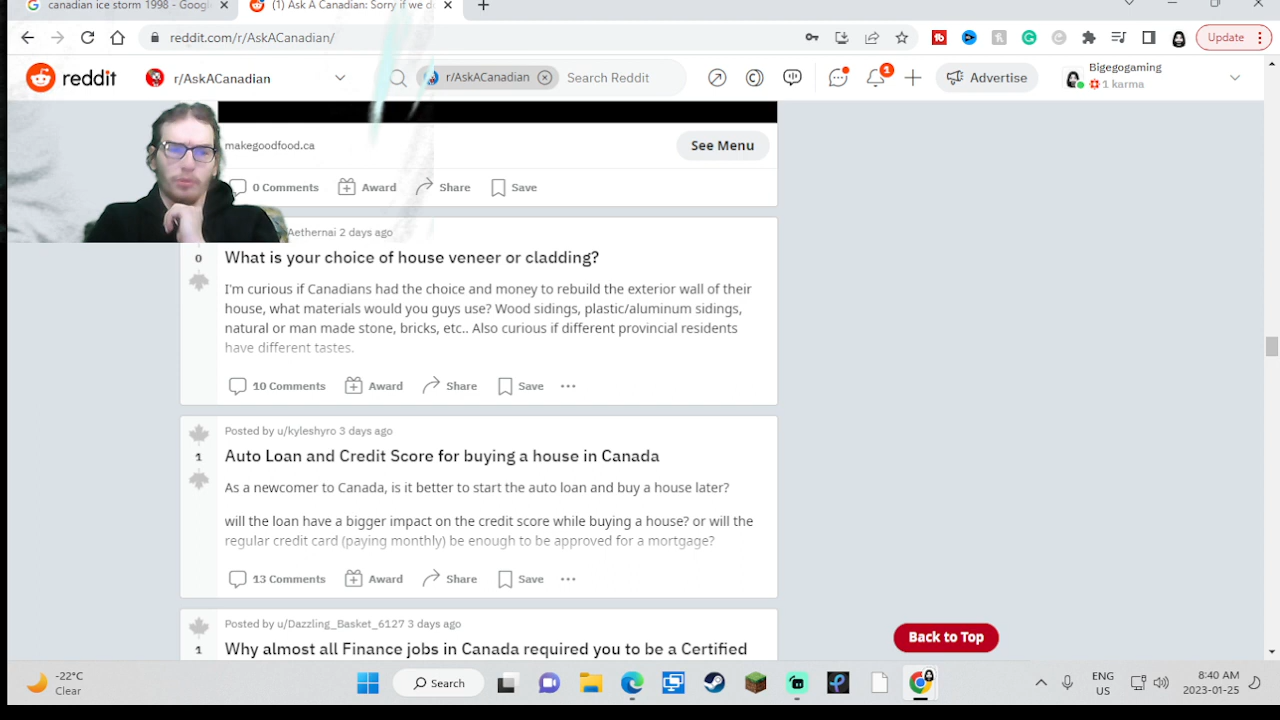 canadian ice storm 1998 - Googl
(1) Ask A Canadian: Sorry if we d
reddit.com/r/AskACanadian/
Update
reddit
r/AskACanadian
r/AskACanadian
Search Reddit
1
Advertise
Bigegogaming
1 karma
makegoodfood.ca
See Menu
0 Comments
Award
Share
Save
Aethernai 2 days ago
0
What is your choice of house veneer or cladding?
I'm curious if Canadians had the choice and money to rebuild the exterior wall of their
house, what materials would you guys use? Wood sidings, plastic/aluminum sidings,
natural or man made stone, bricks, etc.. Also curious if different provincial residents
have different tastes.
10 Comments
Award
Share
Save
Posted by u/kyleshyro 3 days ago
1
Auto Loan and Credit Score for buying a house in Canada
As a newcomer to Canada, is it better to start the auto loan and buy a house later?
will the loan have a bigger impact on the credit score while buying a house? or will the
regular credit card (paying monthly) be enough to be approved for a mortgage?
13 Comments
Award
Share
Save
Posted by u/Dazzling_Basket_6127 3 days ago
1
Why almost all Finance jobs in Canada required you to be a Certified
Back to Top
-22°C
Clear
Search
ENG
US
8:40 AM
2023-01-25